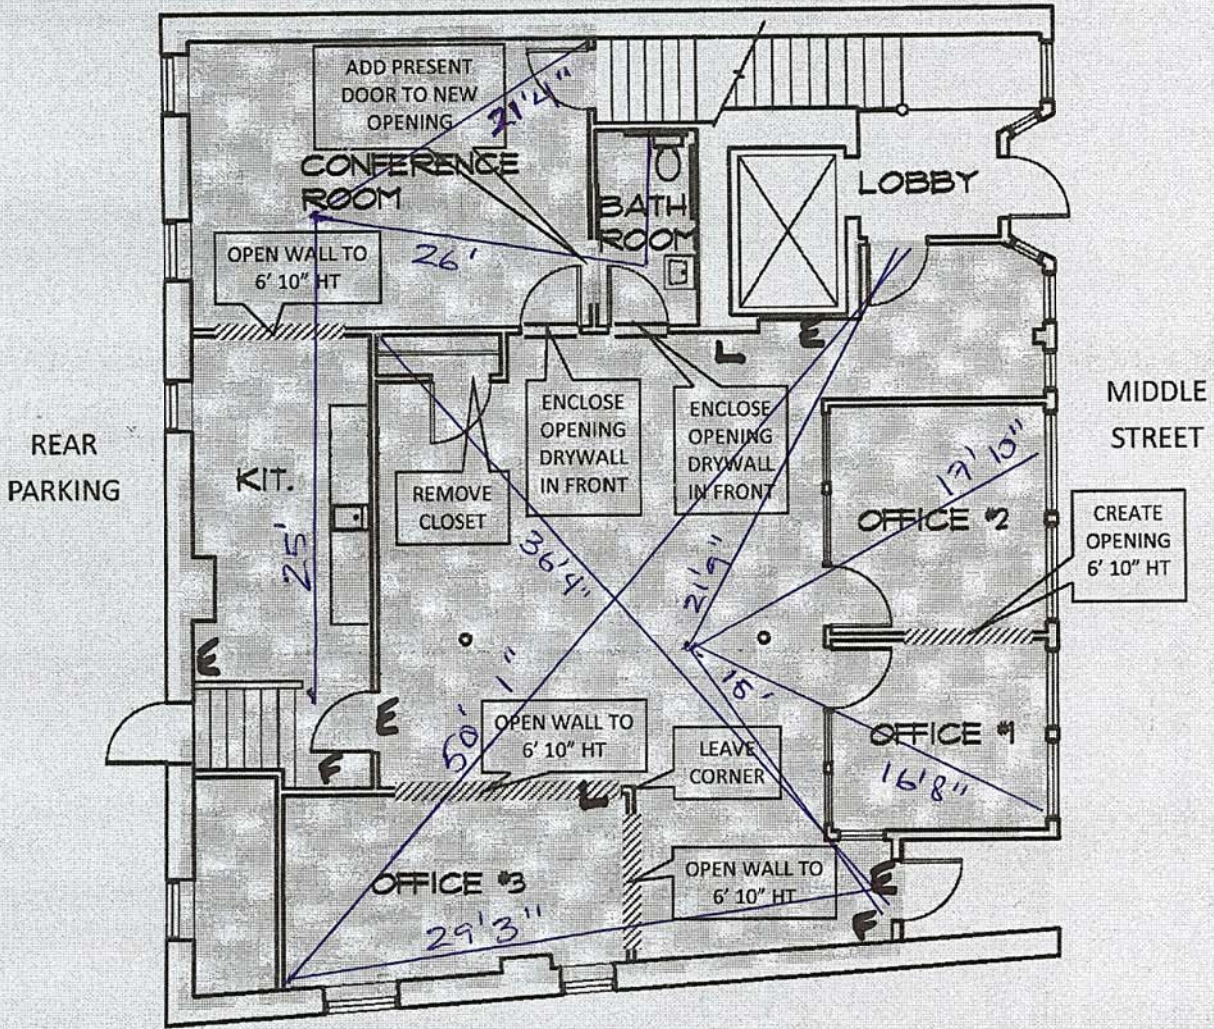 ADD PRESENT
DOOR TO NEW
OPENING
21'4"
CONFERENCE
ROOM
BATH
ROOM
LOBBY
OPEN WALL TO
6' 10" HT
26'
L
E
ENCLOSE
OPENING
DRYWALL
IN FRONT
ENCLOSE
OPENING
DRYWALL
IN FRONT
MIDDLE
STREET
REAR
PARKING
KIT.
REMOVE
CLOSET
17' 10"
OFFICE #2
CREATE
OPENING
6' 10" HT
25'
36'4"
21'9"
E
15'
E
OPEN WALL TO
6' 10" HT
LEAVE
CORNER
OFFICE #1
50' 1"
F
16'8"
L
OPEN WALL TO
6' 10" HT
E
OFFICE #3
29'3"
F